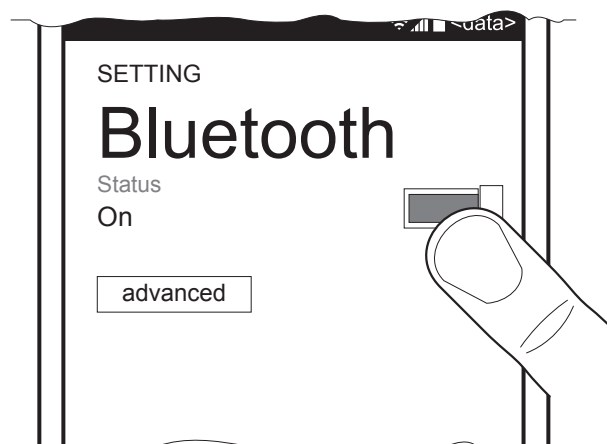 <data>
SETTING
Bluetooth
Status
On
advanced